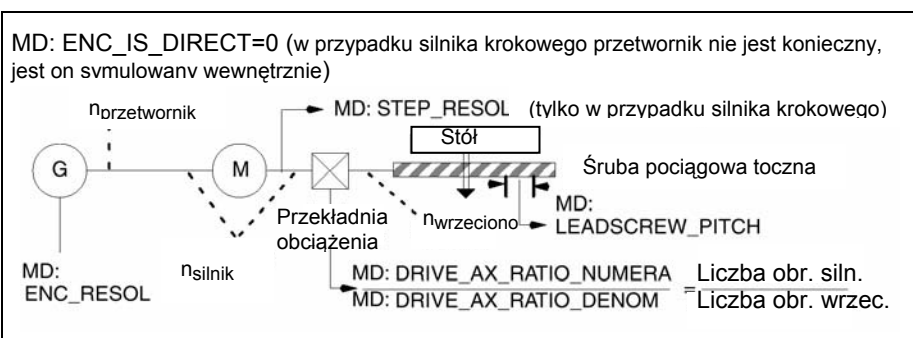 MD: ENC_IS_DIRECT=0 (w przypadku silnika krokowego przetwornik nie jest konieczny,
jest on symulowany wewnętrznie)
nprzetwornik
MD: STEP_RESOL (tylko w przypadku silnika krokowego)
Stół
G
M
Śruba pociągowa toczna
Przekładnia
obciążenia
nwrzeciono
MD:
LEADSCREW_PITCH
nsilnik
MD:
ENC_RESOL
MD: DRIVE_AX_RATIO_NUMERA = Liczba obr. siln.
MD: DRIVE_AX_RATIO_DENOM Liczba obr. wrzec.